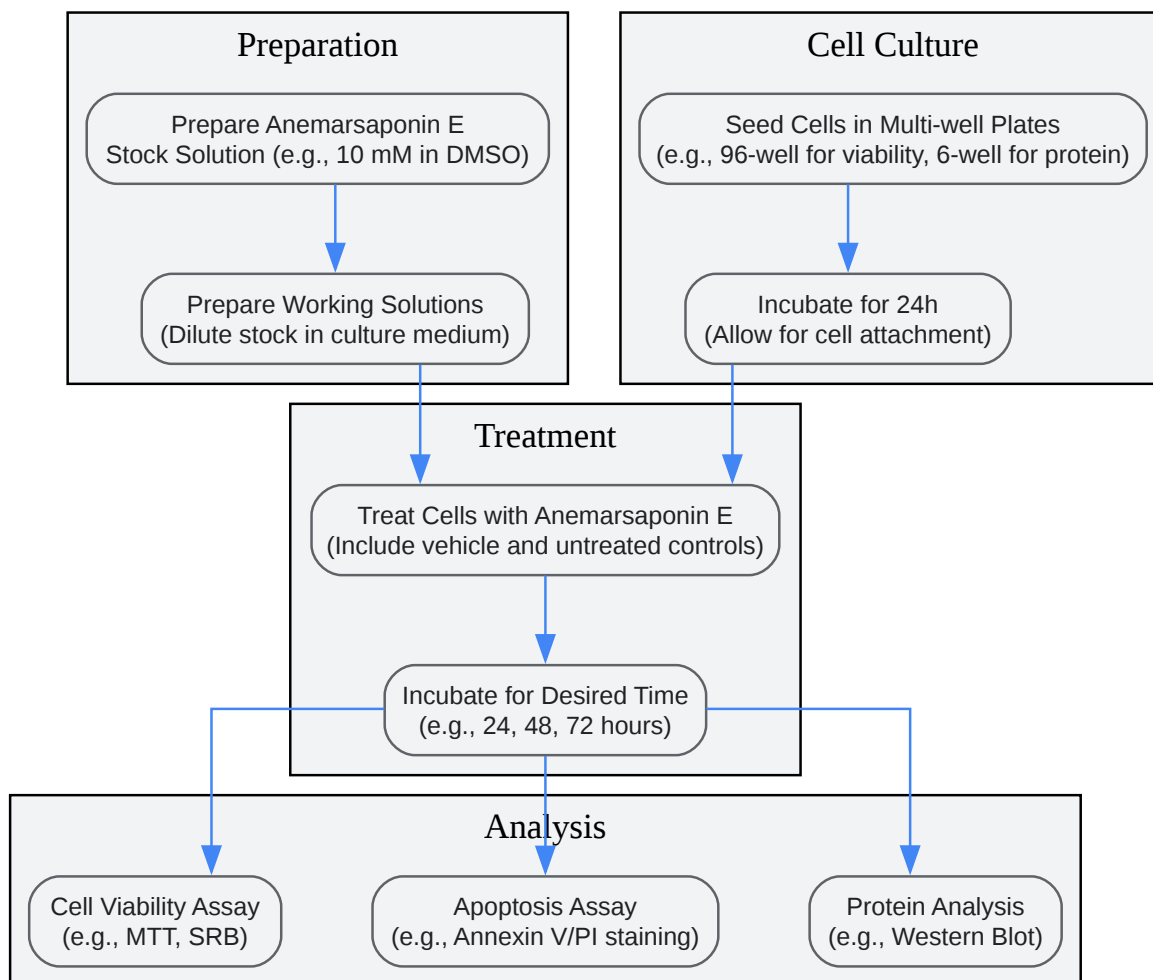 Preparation
Prepare Anemarsaponin E
Stock Solution (e.g., 10 mM in DMSO)
Prepare Working Solutions
(Dilute stock in culture medium)
Cell Culture
Seed Cells in Multi-well Plates
(e.g., 96-well for viability, 6-well for protein)
Incubate for 24h
(Allow for cell attachment)
Treatment
Treat Cells with Anemarsaponin E
(Include vehicle and untreated controls)
Incubate for Desired Time
(e.g., 24, 48, 72 hours)
Analysis
Cell Viability Assay
(e.g., MTT, SRB)
Apoptosis Assay
(e.g., Annexin V/PI staining)
Protein Analysis
(e.g., Western Blot)